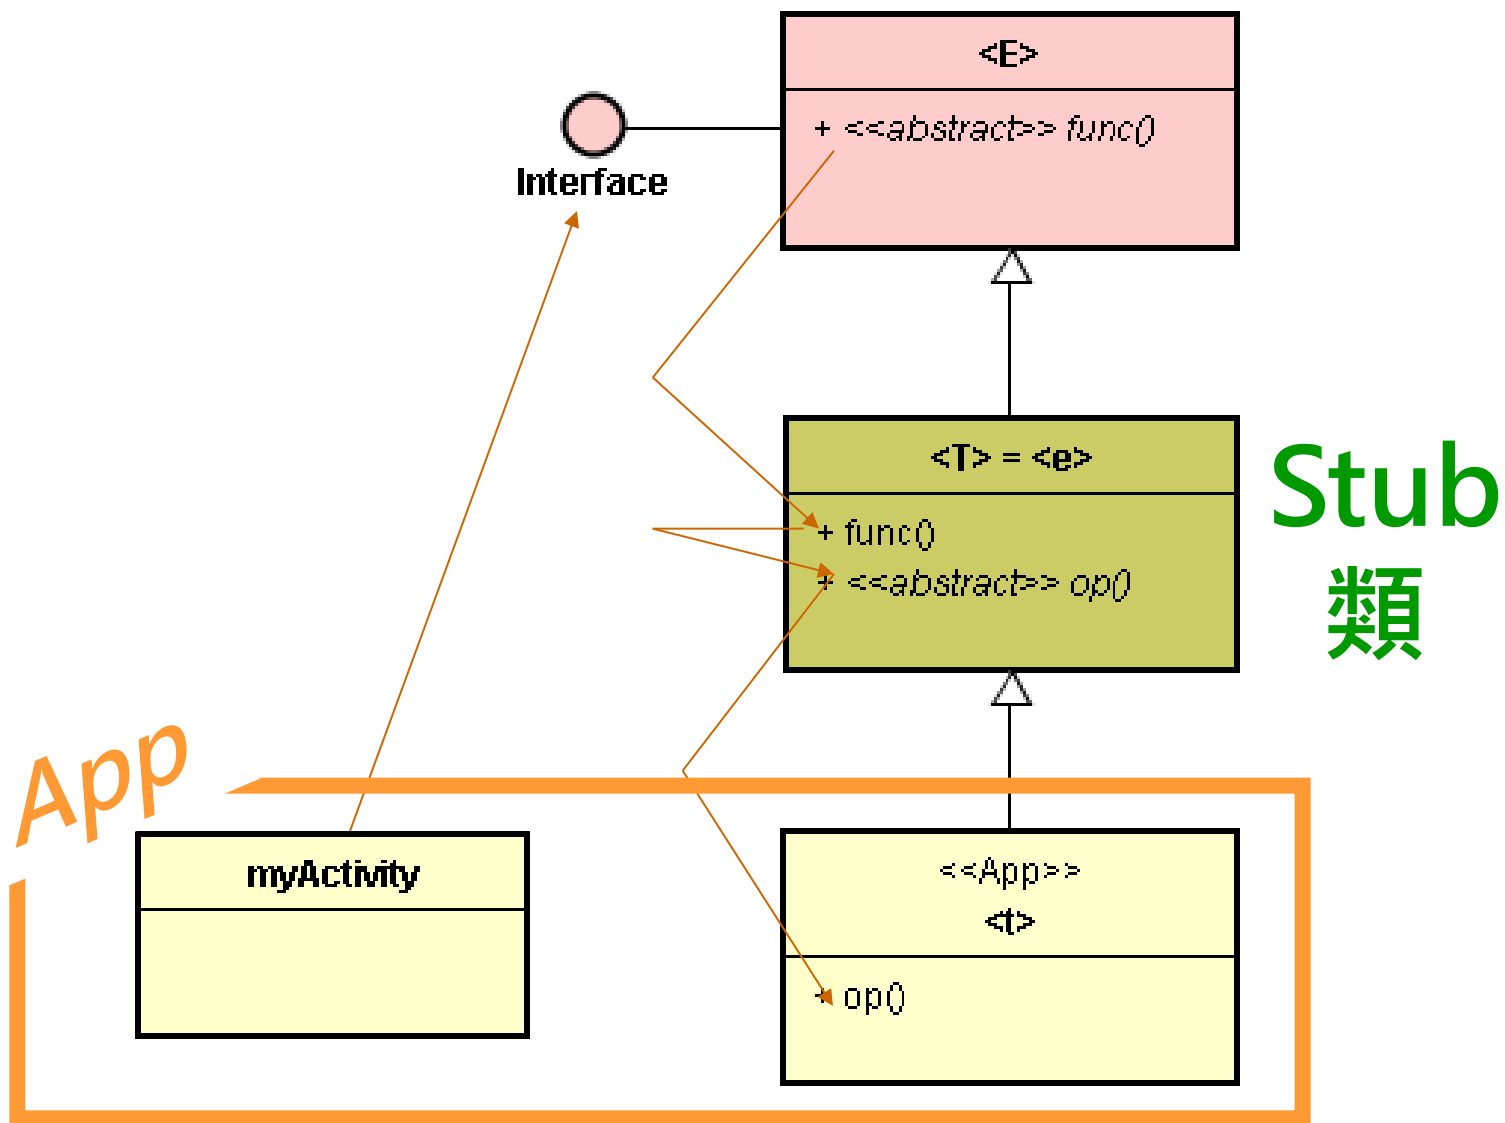 <E>
+ <<abstract>> func()
Interface
<T> = <e>
+ func()
+ <<abstract>> op()
Stub
類
App
myActivity
<<App>>
<t>
+ op()